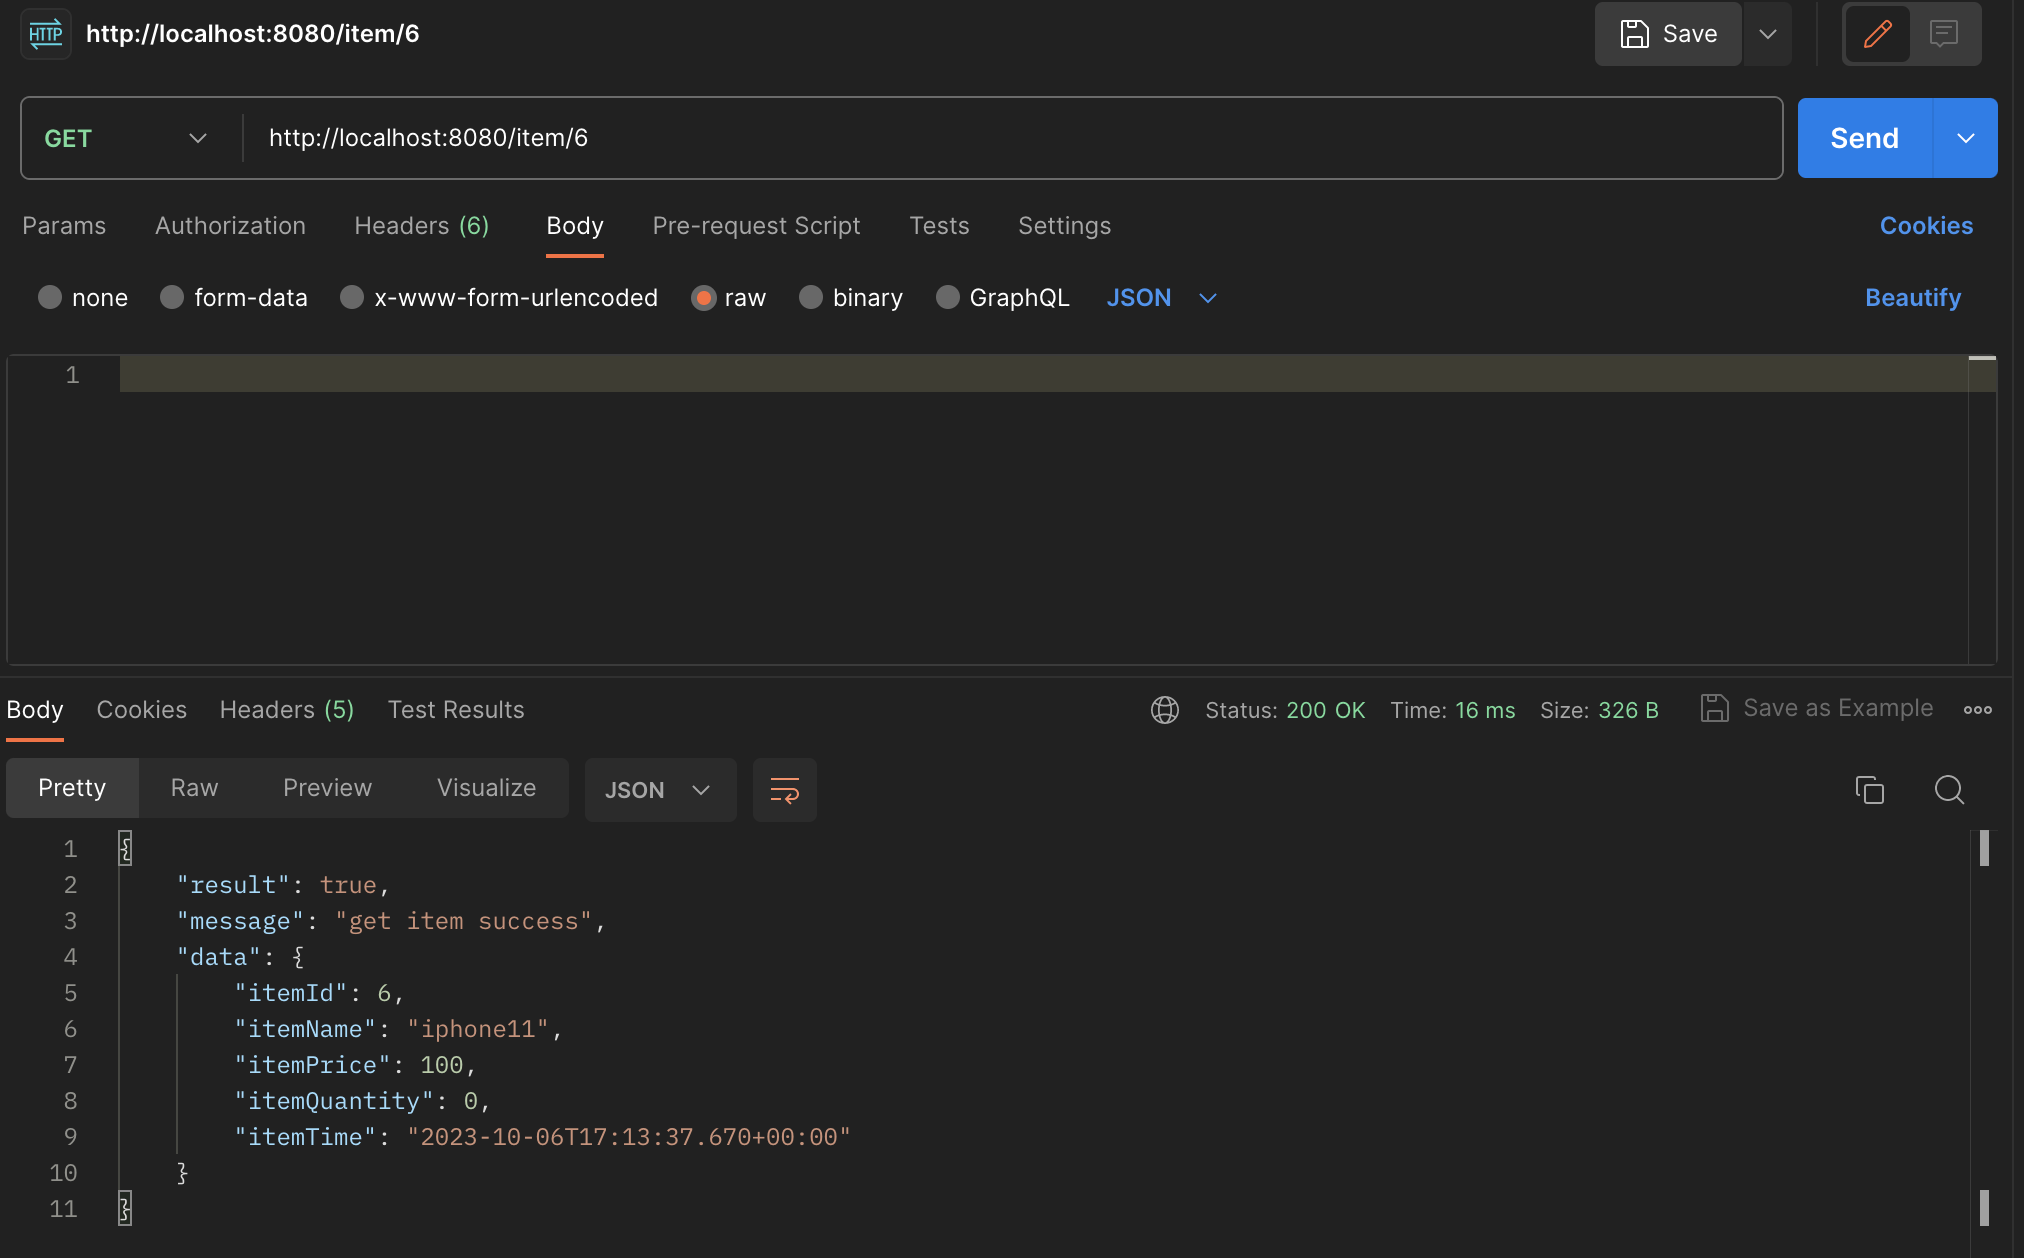 HTTP http://localhost:8080/item/6 Save
GET http://localhost:8080/item/6 Send
Params Authorization Headers (6) Body Pre-request Script Tests Settings Cookies
none form-data x-www-form-urlencoded raw binary GraphQL JSON Beautify
1
Body Cookies Headers (5) Test Results Status: 200 OK Time: 16 ms Size: 326 B Save as Example
Pretty Raw Preview Visualize JSON
1 {
2 "result": true,
3 "message": "get item success",
4 "data": {
5 "itemId": 6,
6 "itemName": "iphone11",
7 "itemPrice": 100,
8 "itemQuantity": 0,
9 "itemTime": "2023-10-06T17:13:37.670+00:00"
10 }
11 }